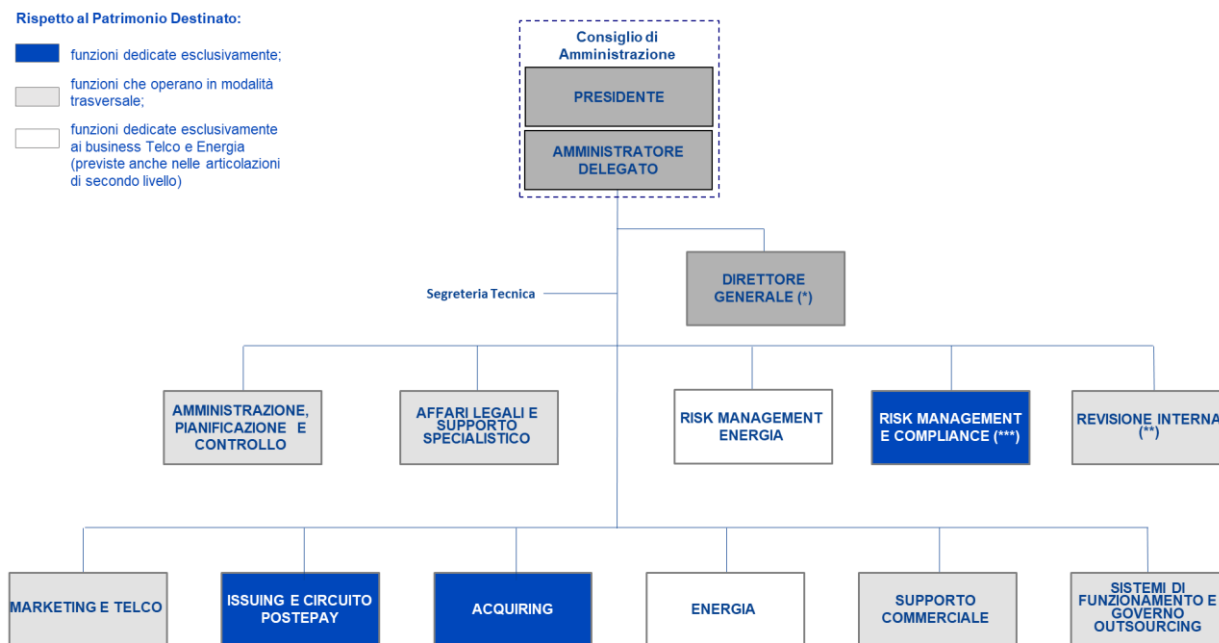 Rispetto al Patrimonio Destinato:
funzioni dedicate esclusivamente;
funzioni che operano in modalità
trasversale;
funzioni dedicate esclusivamente
ai business Telco e Energia
(previste anche nelle articolazioni
di secondo livello)
Consiglio di
Amministrazione
PRESIDENTE
AMMINISTRATORE
DELEGATO
DIRETTORE
GENERALE (*)
Segreteria Tecnica
AMMINISTRAZIONE,
PIANIFICAZIONE E
CONTROLLO
AFFARI LEGALI E
SUPPORTO
SPECIALISTICO
RISK MANAGEMENT
ENERGIA
RISK MANAGEMENT
E COMPLIANCE (***)
REVISIONE INTERNA
(**)
MARKETING E TELCO
ISSUING E CIRCUITO
POSTEPAY
ACQUIRING
ENERGIA
SUPPORTO
COMMERCIALE
SISTEMI DI
FUNZIONAMENTO E
GOVERNO
OUTSOURCING